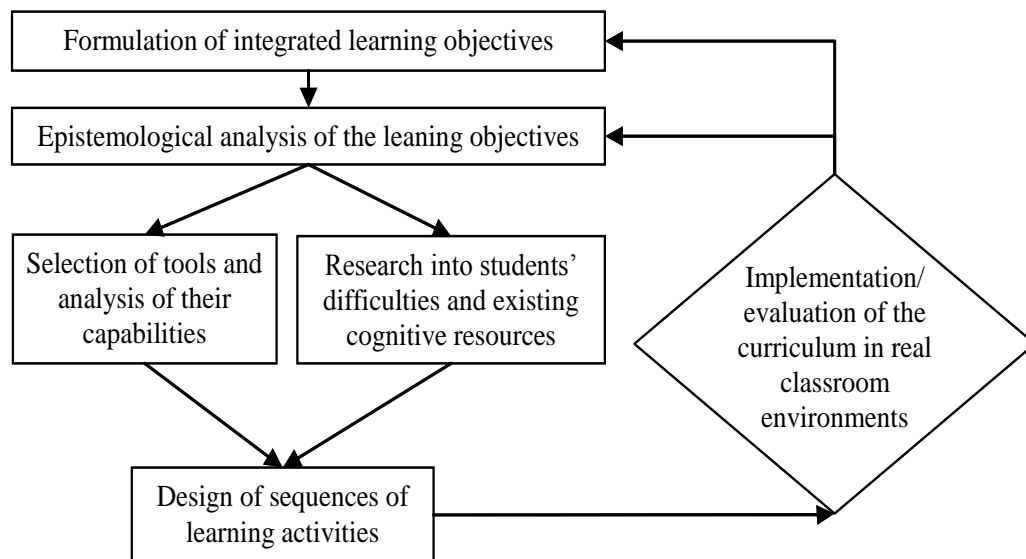 Formulation of integrated learning objectives
Epistemological analysis of the leaning objectives
Selection of tools and
analysis of their
capabilities
Research into students’
difficulties and existing
cognitive resources
Implementation/
evaluation of the
curriculum in real
classroom
environments
Design of sequences of
learning activities